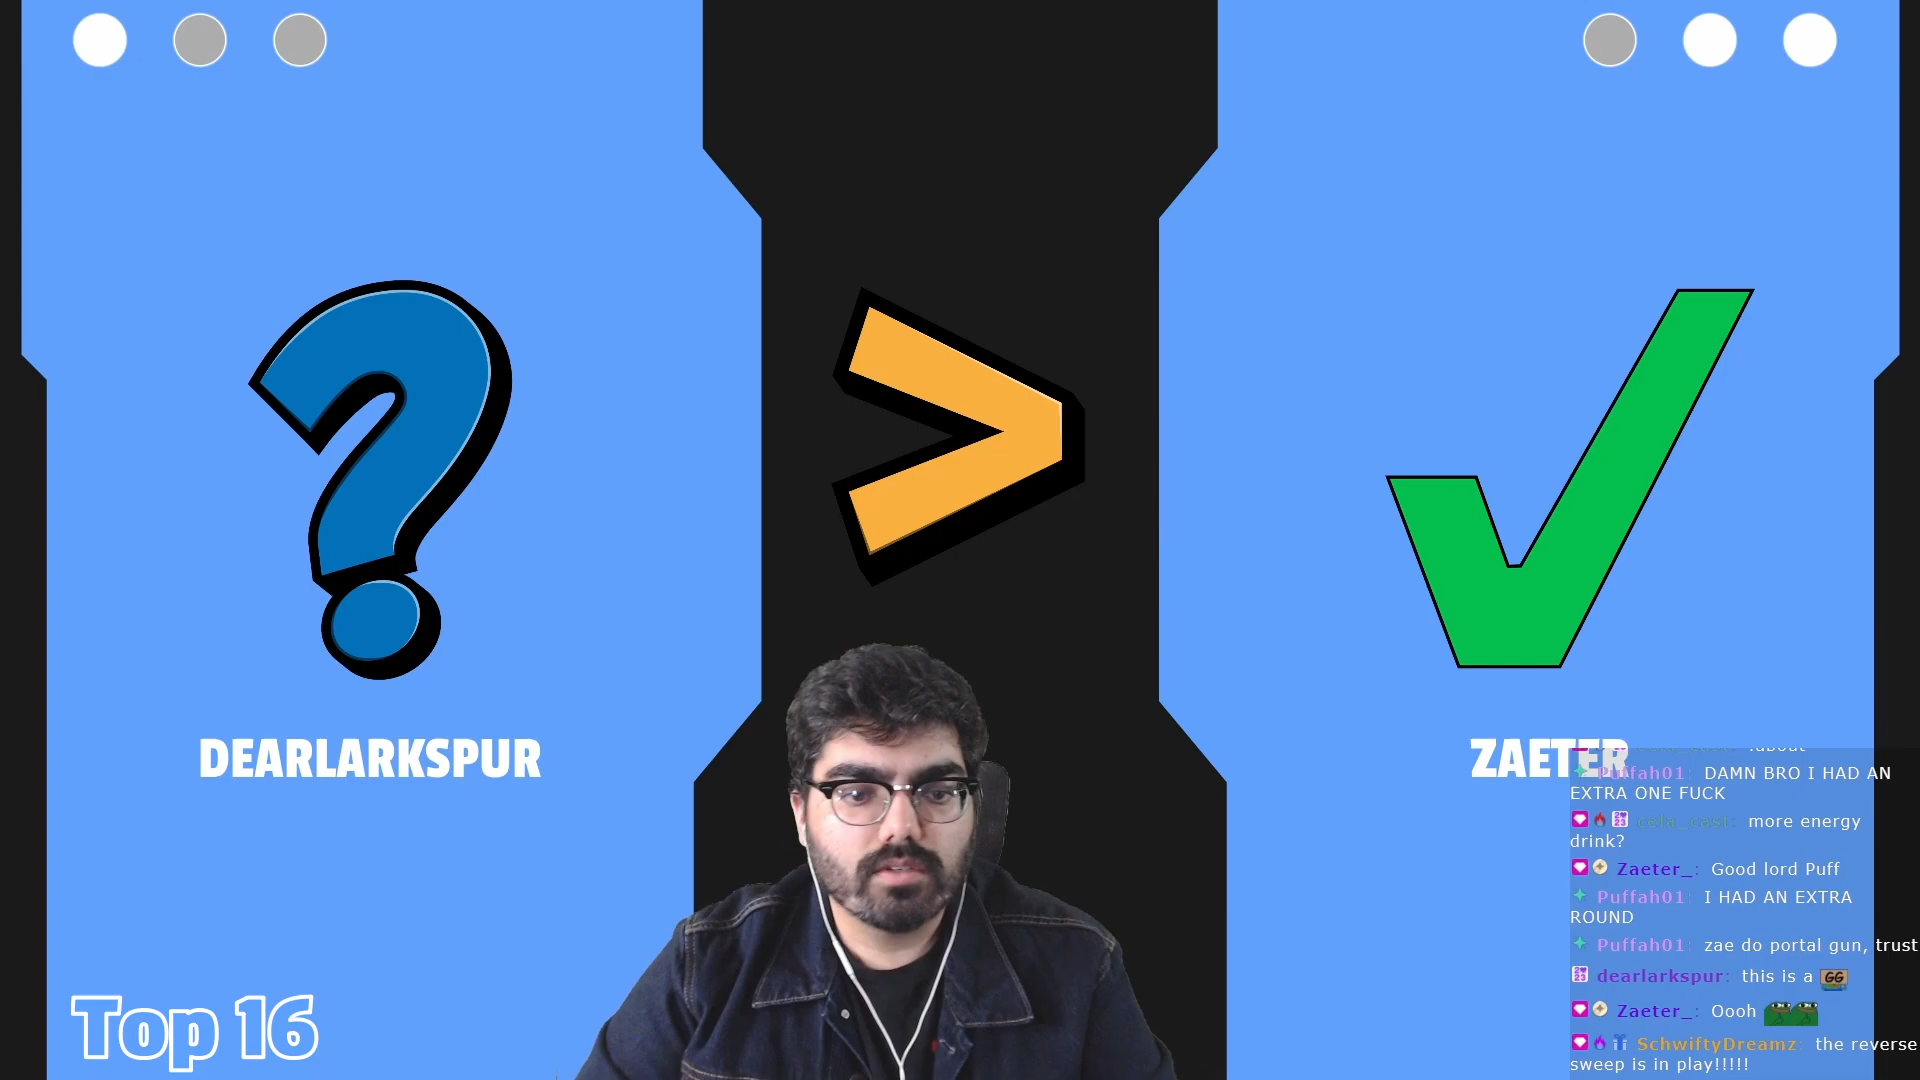 DEARLARKSPUR
ZAETER
Puffah01: DAMN BRO I HAD AN
EXTRA ONE FUCK
cela_cast: more energy
drink?
Zaeter_: Good lord Puff
Puffah01: I HAD AN EXTRA
ROUND
Puffah01: zae do portal gun, trust
dearlarkspur: this is a GG
Zaeter_: Oooh
SchwiftyDreamz: the reverse
sweep is in play!!!!!
Top 16